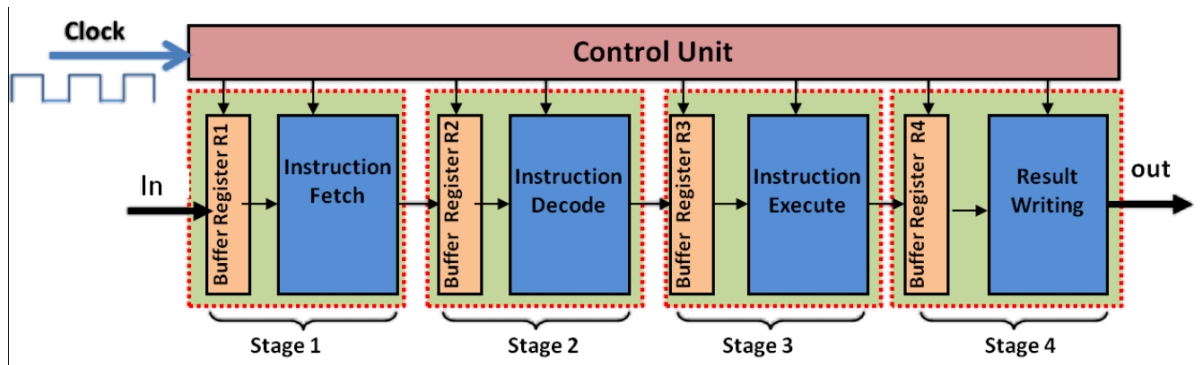 Clock
Control Unit
In
Buffer Register R1
Instruction
Fetch
Buffer Register R2
Instruction
Decode
Buffer Register R3
Instruction
Execute
Buffer Register R4
Result
Writing
out
Stage 1
Stage 2
Stage 3
Stage 4